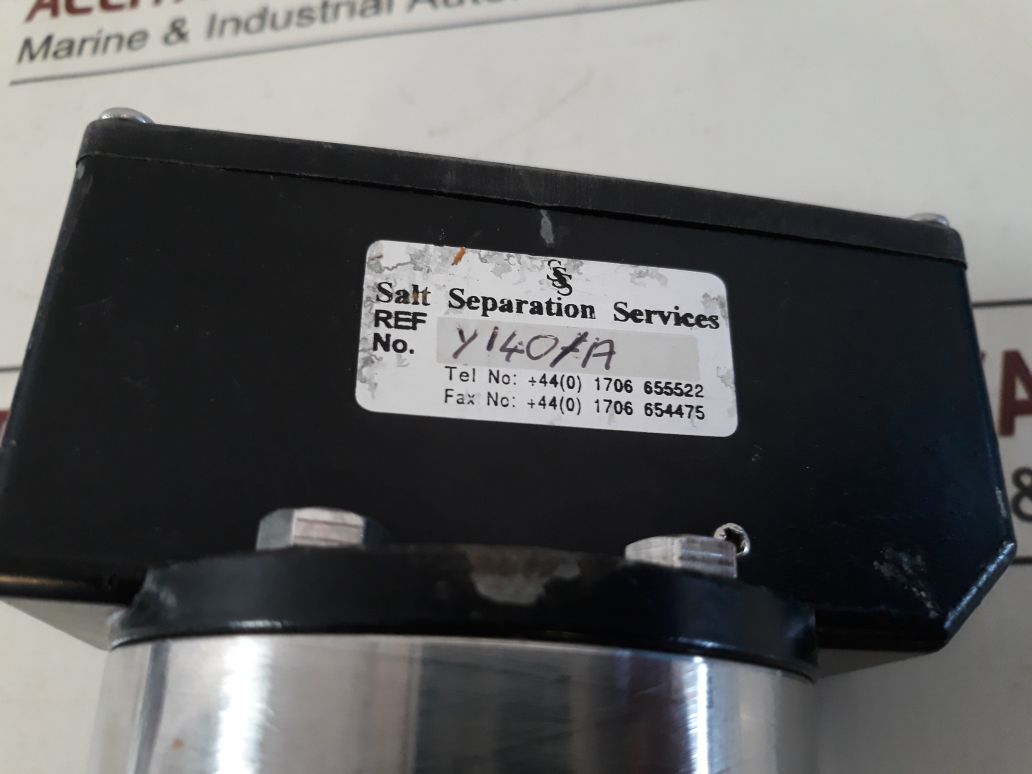 Marine & Industrial
SSS
Salt Separation Services
REF
No. Y140/A
Tel No: +44(0) 1706 655522
Fax No: +44(0) 1706 654475
A
&